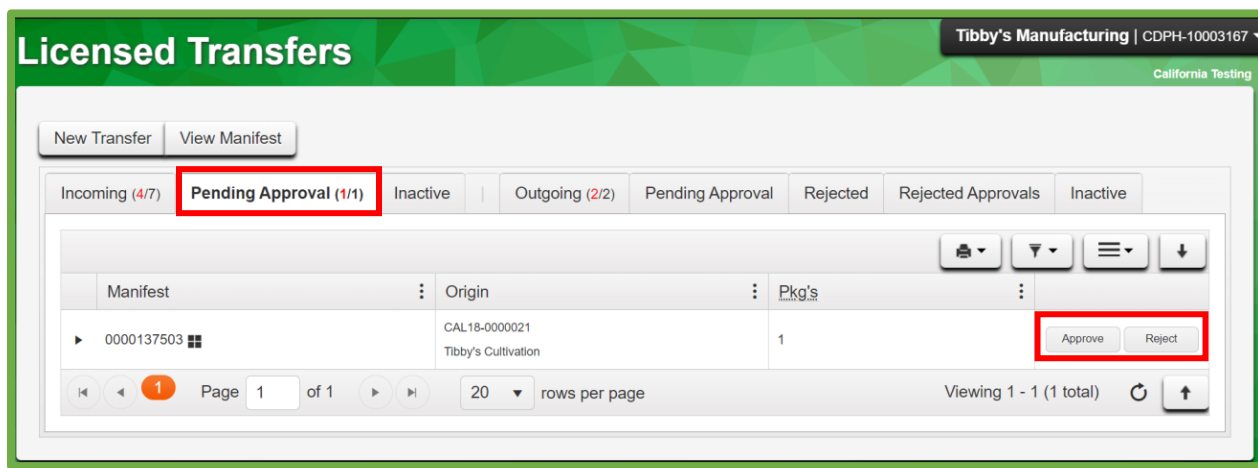 Licensed Transfers
Tibby's Manufacturing | CDPH-10003167
California Testing
New Transfer View Manifest
Incoming (4/7) Pending Approval (1/1) Inactive | Outgoing (2/2) Pending Approval Rejected Rejected Approvals Inactive
Manifest Origin Pkg's
0000137503 CAL18-0000021 1 Approve Reject
Tibby's Cultivation
1 Page 1 of 1 20 rows per page Viewing 1 - 1 (1 total)